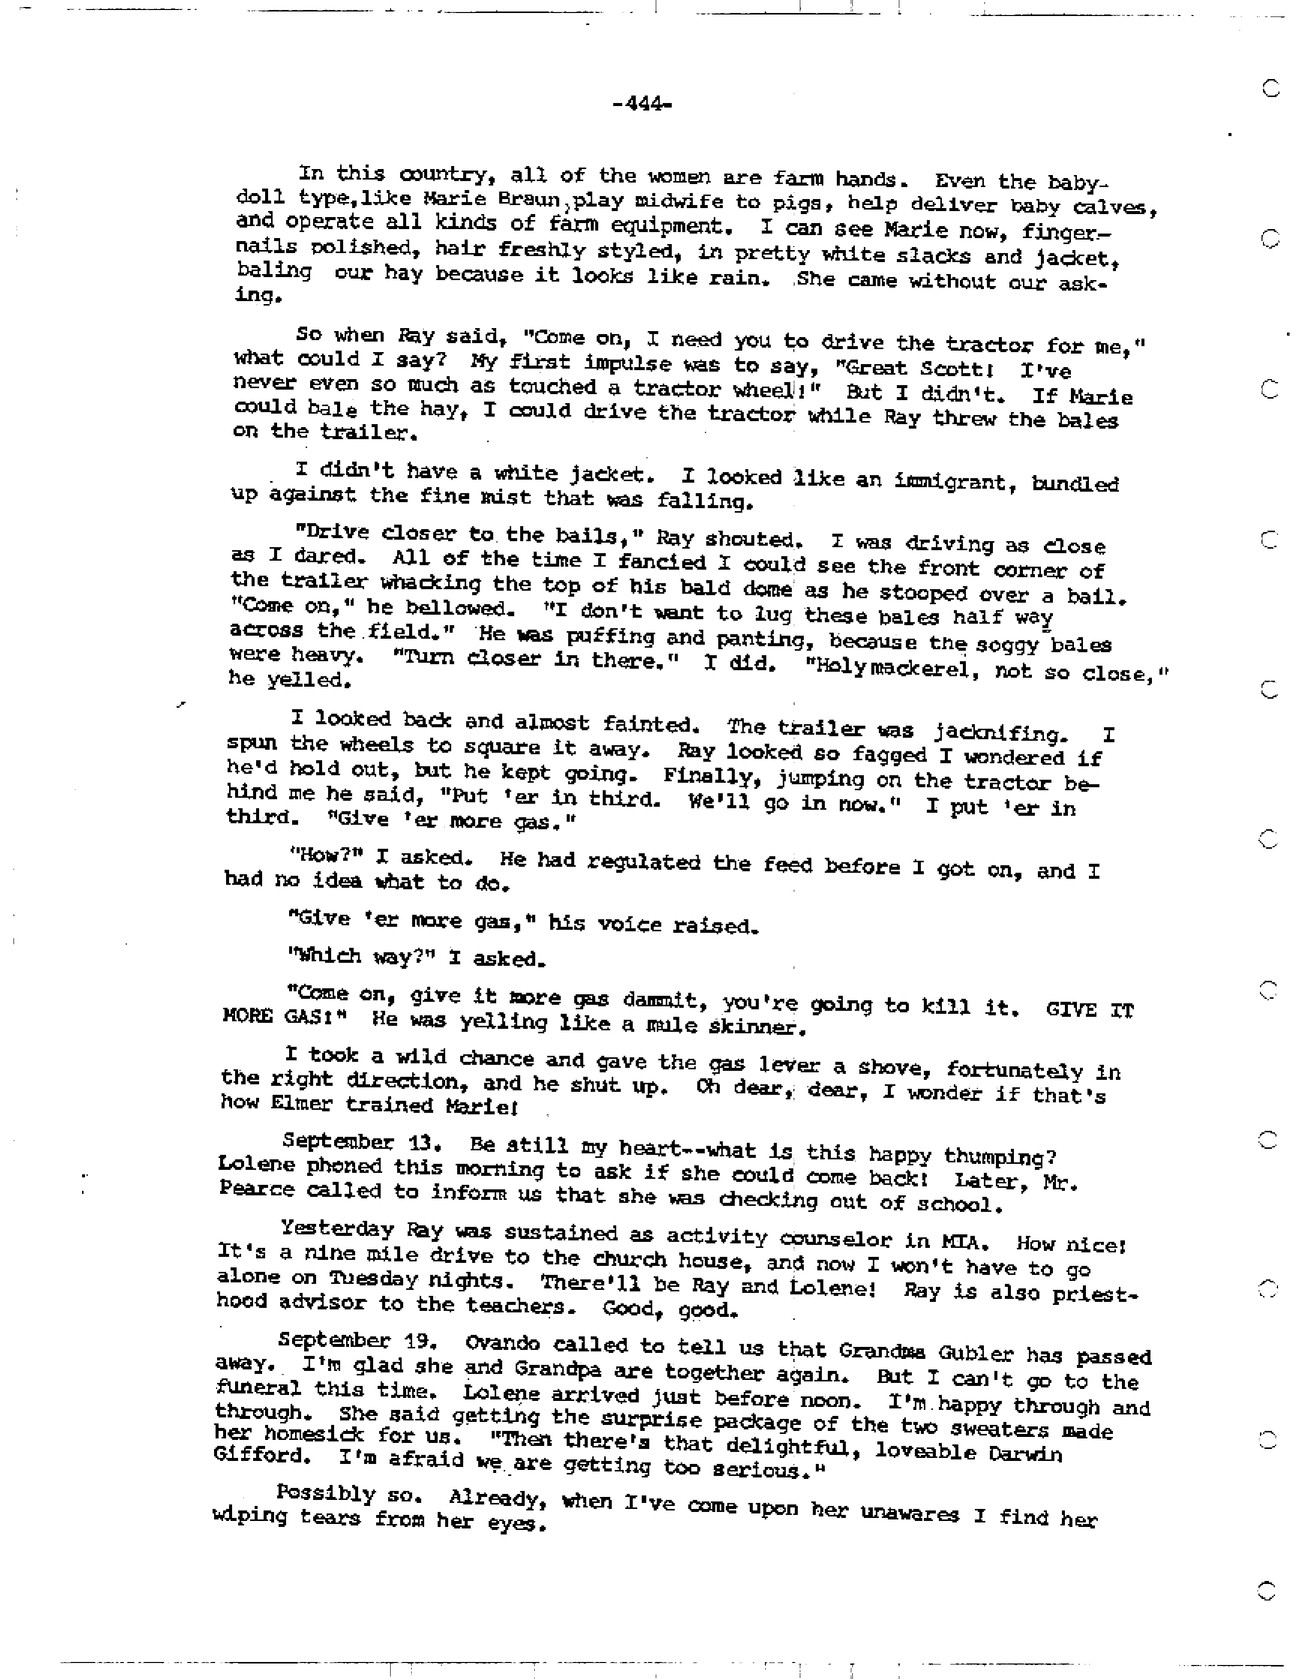 -444-
In this country, all of the women are farm hands. Even the baby-
doll type,like Marie Braun,play midwife to pigs, help deliver baby calves,
and operate all kinds of farm equipment. I can see Marie now, finger-
nails polished, hair freshly styled, in pretty white slacks and jacket,
baling our hay because it looks like rain. She came without our ask-
ing.
So when Ray said, "Come on, I need you to drive the tractor for me,"
what could I say? My first impulse was to say, "Great Scott! I've
never even so much as touched a tractor wheel!" But I didn't. If Marie
could bale the hay, I could drive the tractor while Ray threw the bales
on the trailer.
I didn't have a white jacket. I looked like an immigrant, bundled
up against the fine mist that was falling.
"Drive closer to the bails," Ray shouted. I was driving as close
as I dared. All of the time I fancied I could see the front corner of
the trailer whacking the top of his bald dome as he stooped over a bail.
"Come on," he bellowed. "I don't want to lug these bales half way
across the field." He was puffing and panting, because the soggy bales
were heavy. "Turn closer in there." I did. "Holy mackerel, not so close,"
he yelled.
I looked back and almost fainted. The trailer was jacknifing. I
spun the wheels to square it away. Ray looked so fagged I wondered if
he'd hold out, but he kept going. Finally, jumping on the tractor be-
hind me he said, "Put 'er in third. We'll go in now." I put 'er in
third. "Give 'er more gas."
"How?" I asked. He had regulated the feed before I got on, and I
had no idea what to do.
"Give 'er more gas," his voice raised.
"Which way?" I asked.
"Come on, give it more gas dammit, you're going to kill it. GIVE IT
MORE GAS!" He was yelling like a mule skinner.
I took a wild chance and gave the gas lever a shove, fortunately in
the right direction, and he shut up. Oh dear, dear, I wonder if that's
how Elmer trained Marie!
September 13. Be still my heart--what is this happy thumping?
Lolene phoned this morning to ask if she could come back! Later, Mr.
Pearce called to inform us that she was checking out of school.
Yesterday Ray was sustained as activity counselor in MIA. How nice!
It's a nine mile drive to the church house, and now I won't have to go
alone on Tuesday nights. There'll be Ray and Lolene! Ray is also priest-
hood advisor to the teachers. Good, good.
September 19. Ovando called to tell us that Grandma Gubler has passed
away. I'm glad she and Grandpa are together again. But I can't go to the
funeral this time. Lolene arrived just before noon. I'm happy through and
through. She said getting the surprise package of the two sweaters made
her homesick for us. "Then there's that delightful, loveable Darwin
Gifford. I'm afraid we are getting too serious."
Possibly so. Already, when I've come upon her unawares I find her
wiping tears from her eyes.